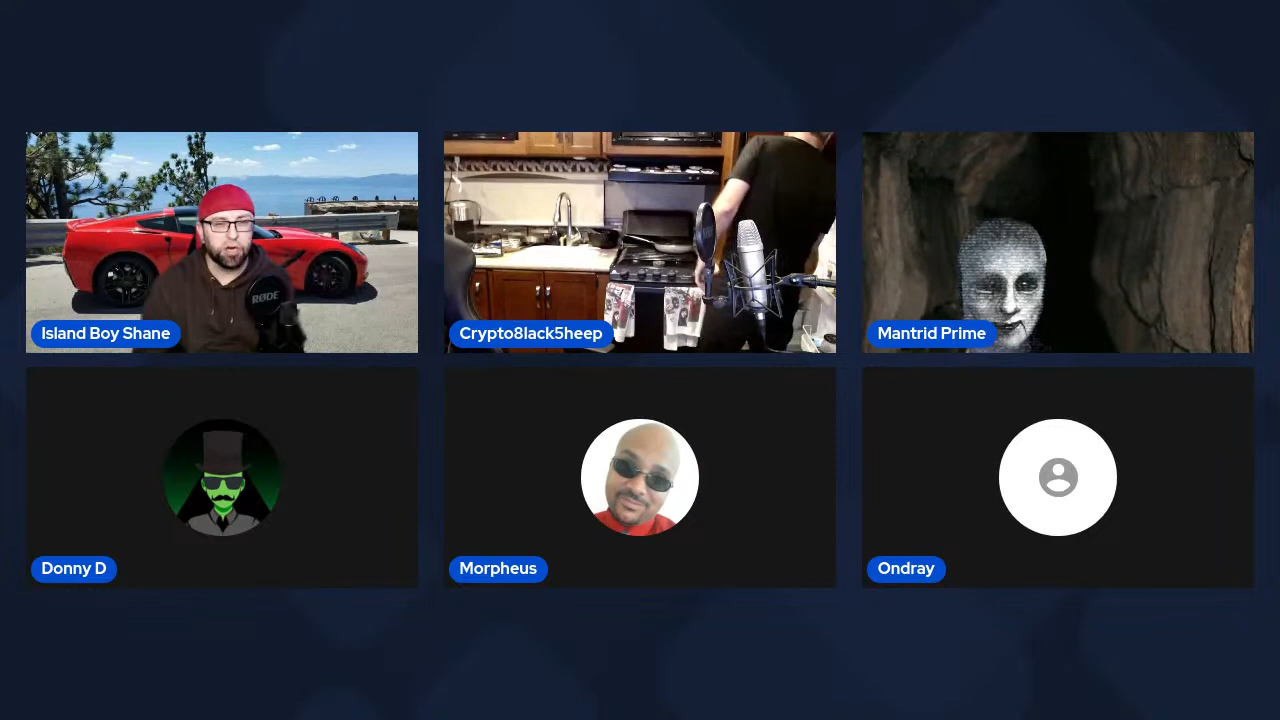 RØDE
Island Boy Shane
Crypto8lack5heep
Mantrid Prime
Donny D
Morpheus
Ondray